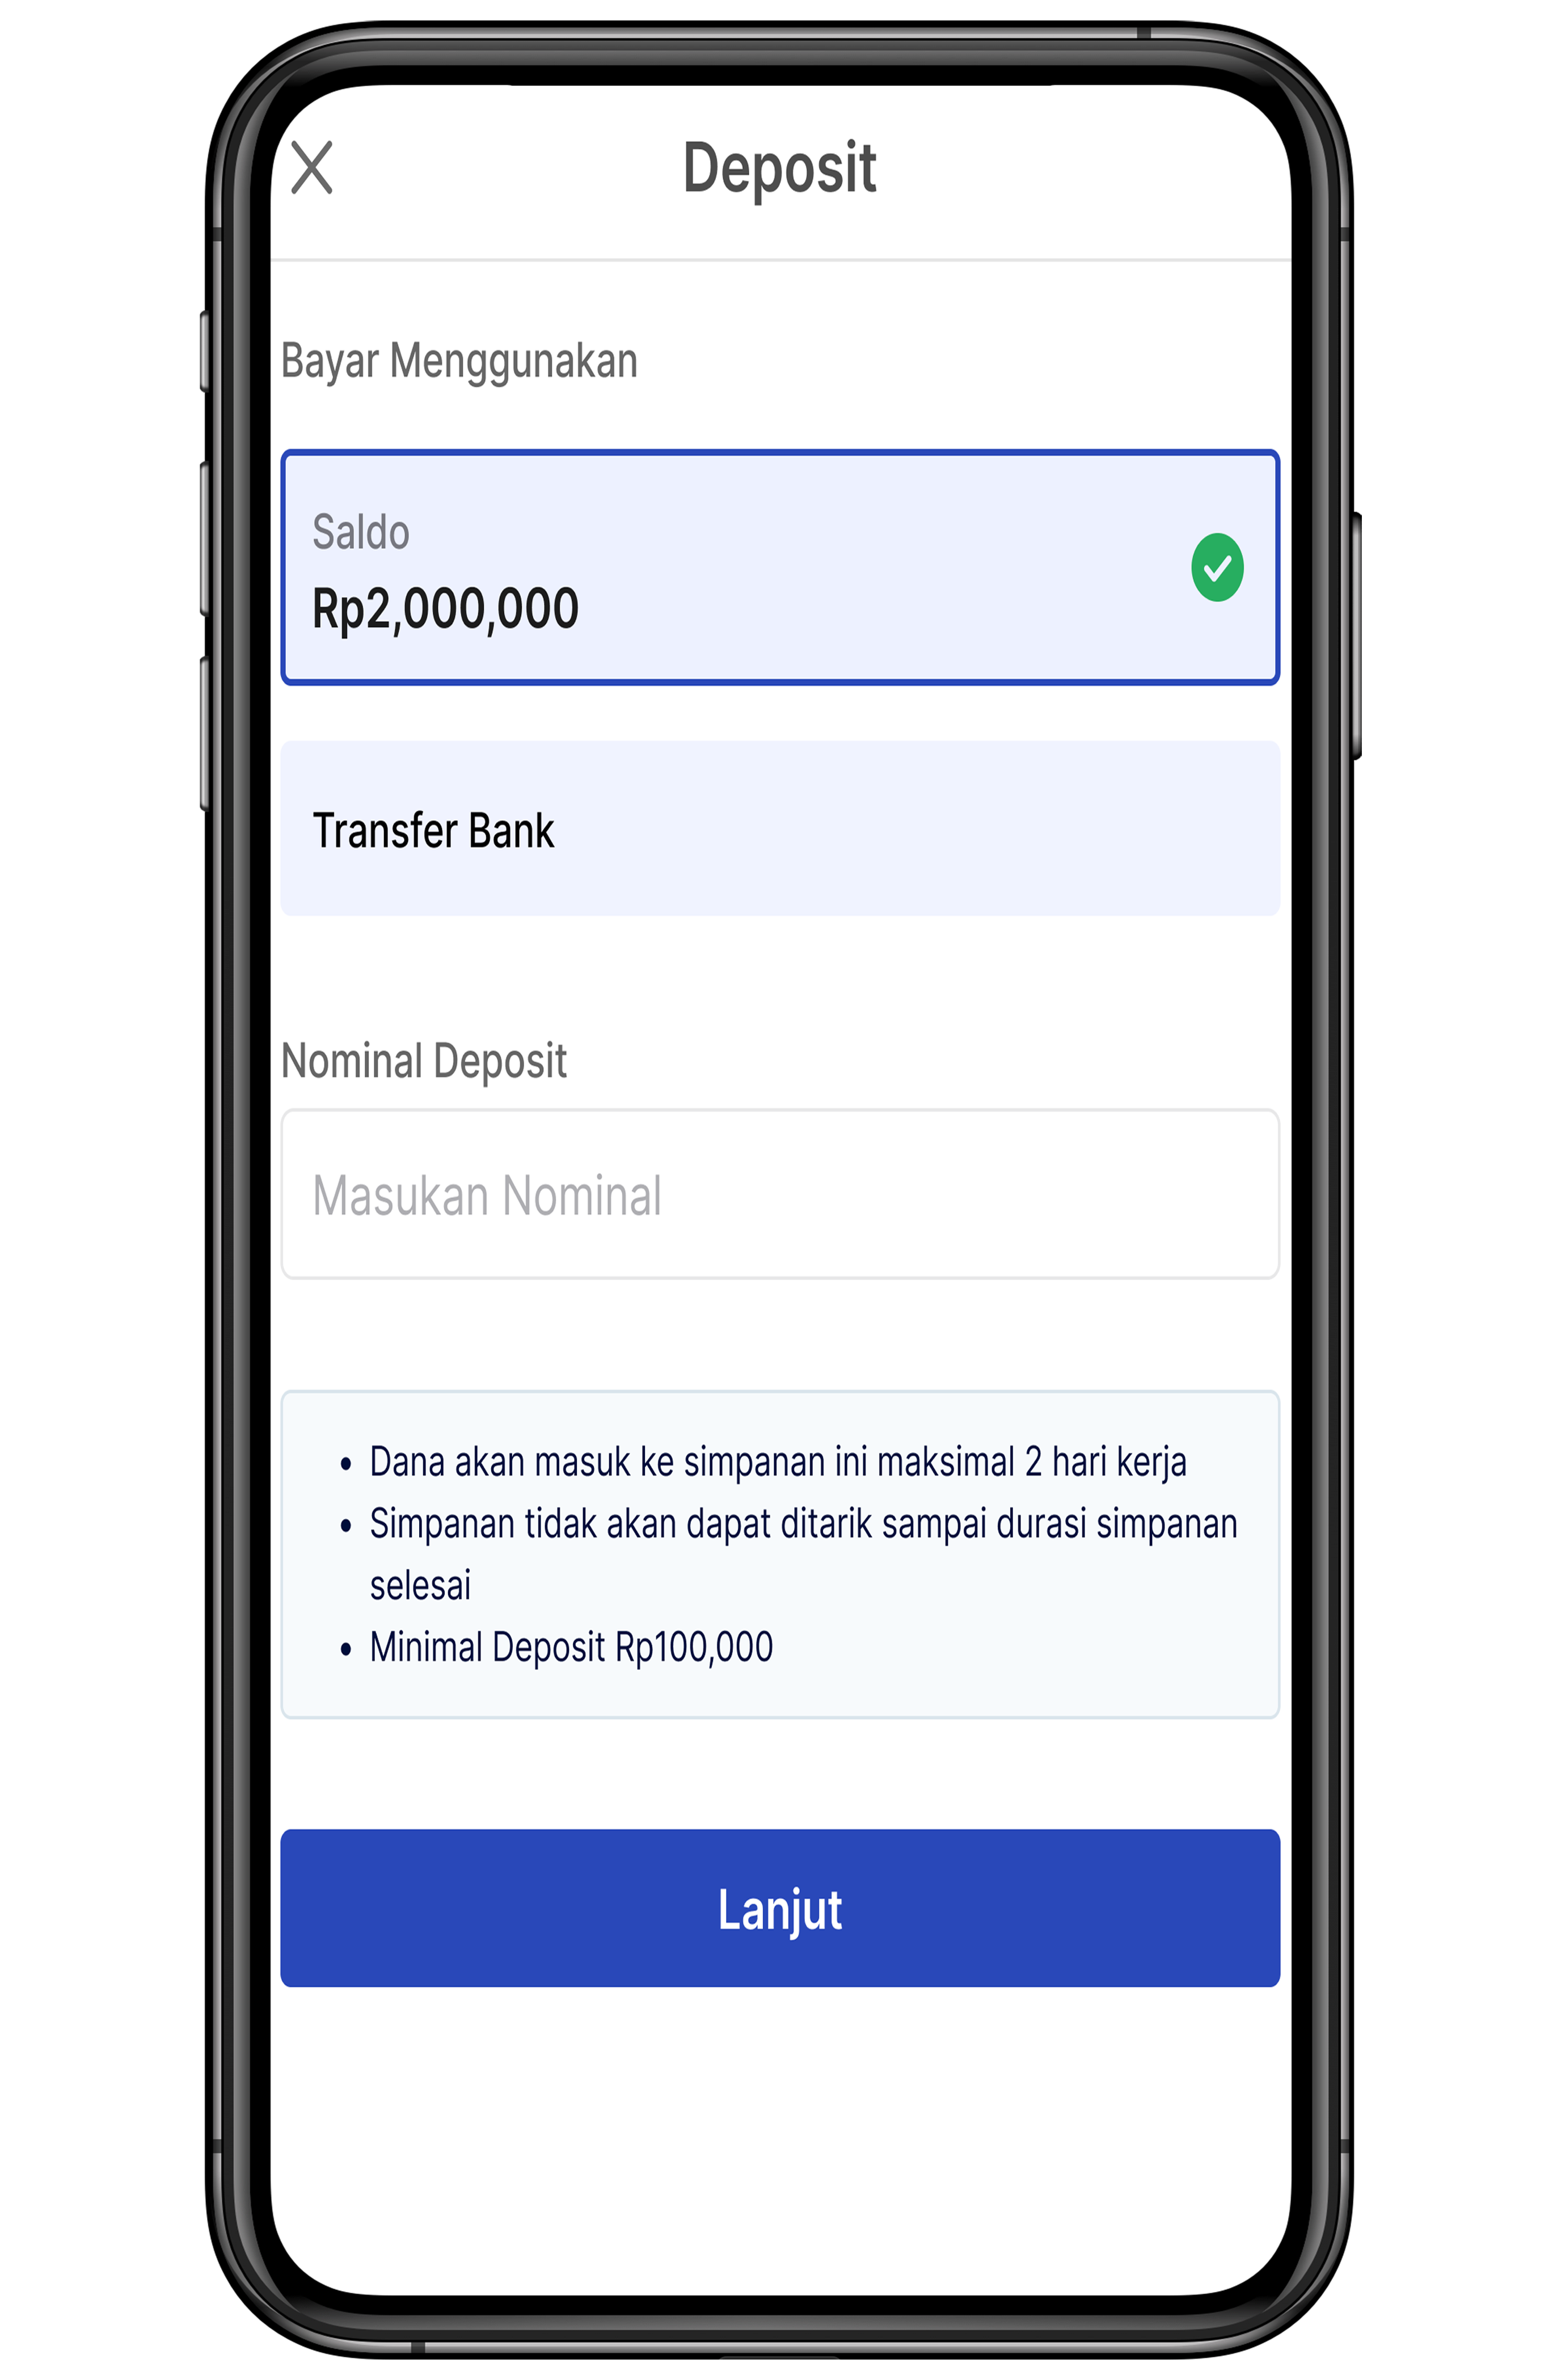 Deposit
Bayar Menggunakan
Saldo
Rp2,000,000
Transfer Bank
Nominal Deposit
Masukan Nominal
• Dana akan masuk ke simpanan ini maksimal 2 hari kerja
• Simpanan tidak akan dapat ditarik sampai durasi simpanan
selesai
• Minimal Deposit Rp100,000
Lanjut